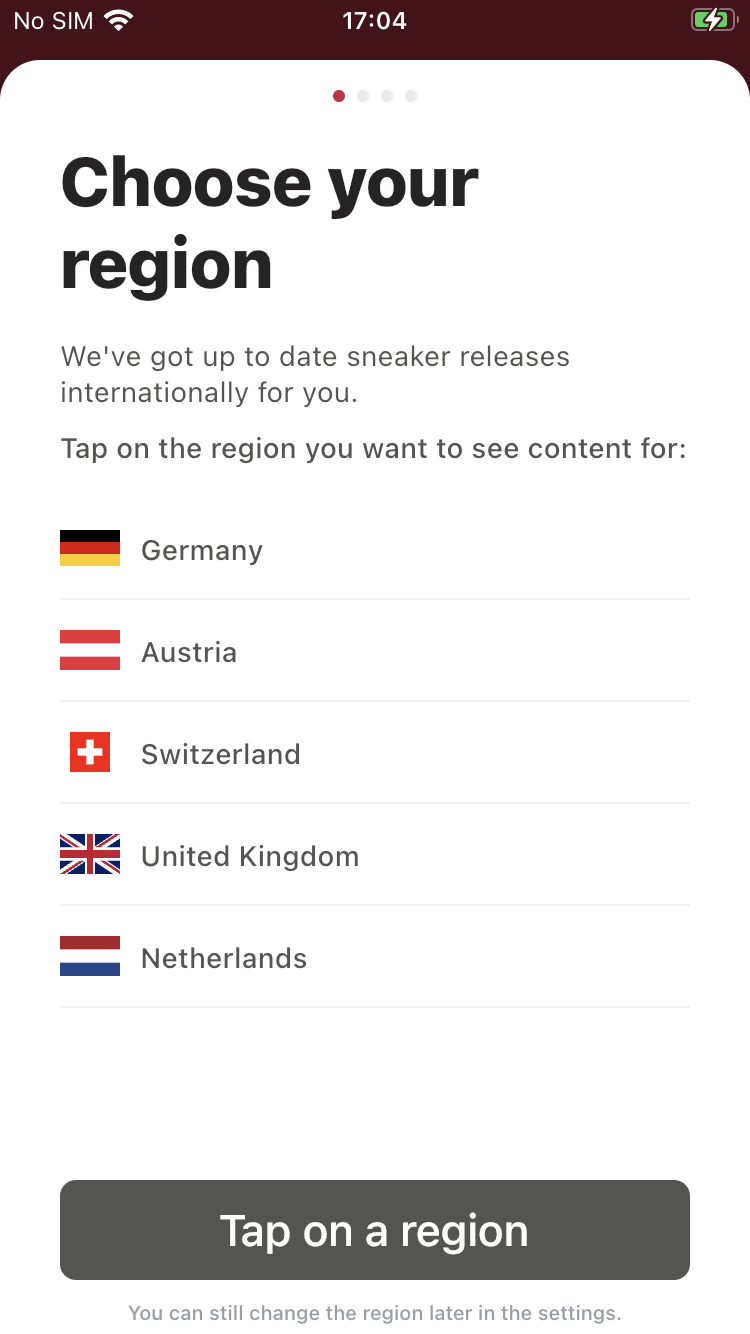 No SIM 17:04
Choose your
region
We've got up to date sneaker releases
internationally for you.
Tap on the region you want to see content for:
Germany
Austria
Switzerland
United Kingdom
Netherlands
Tap on a region
You can still change the region later in the settings.